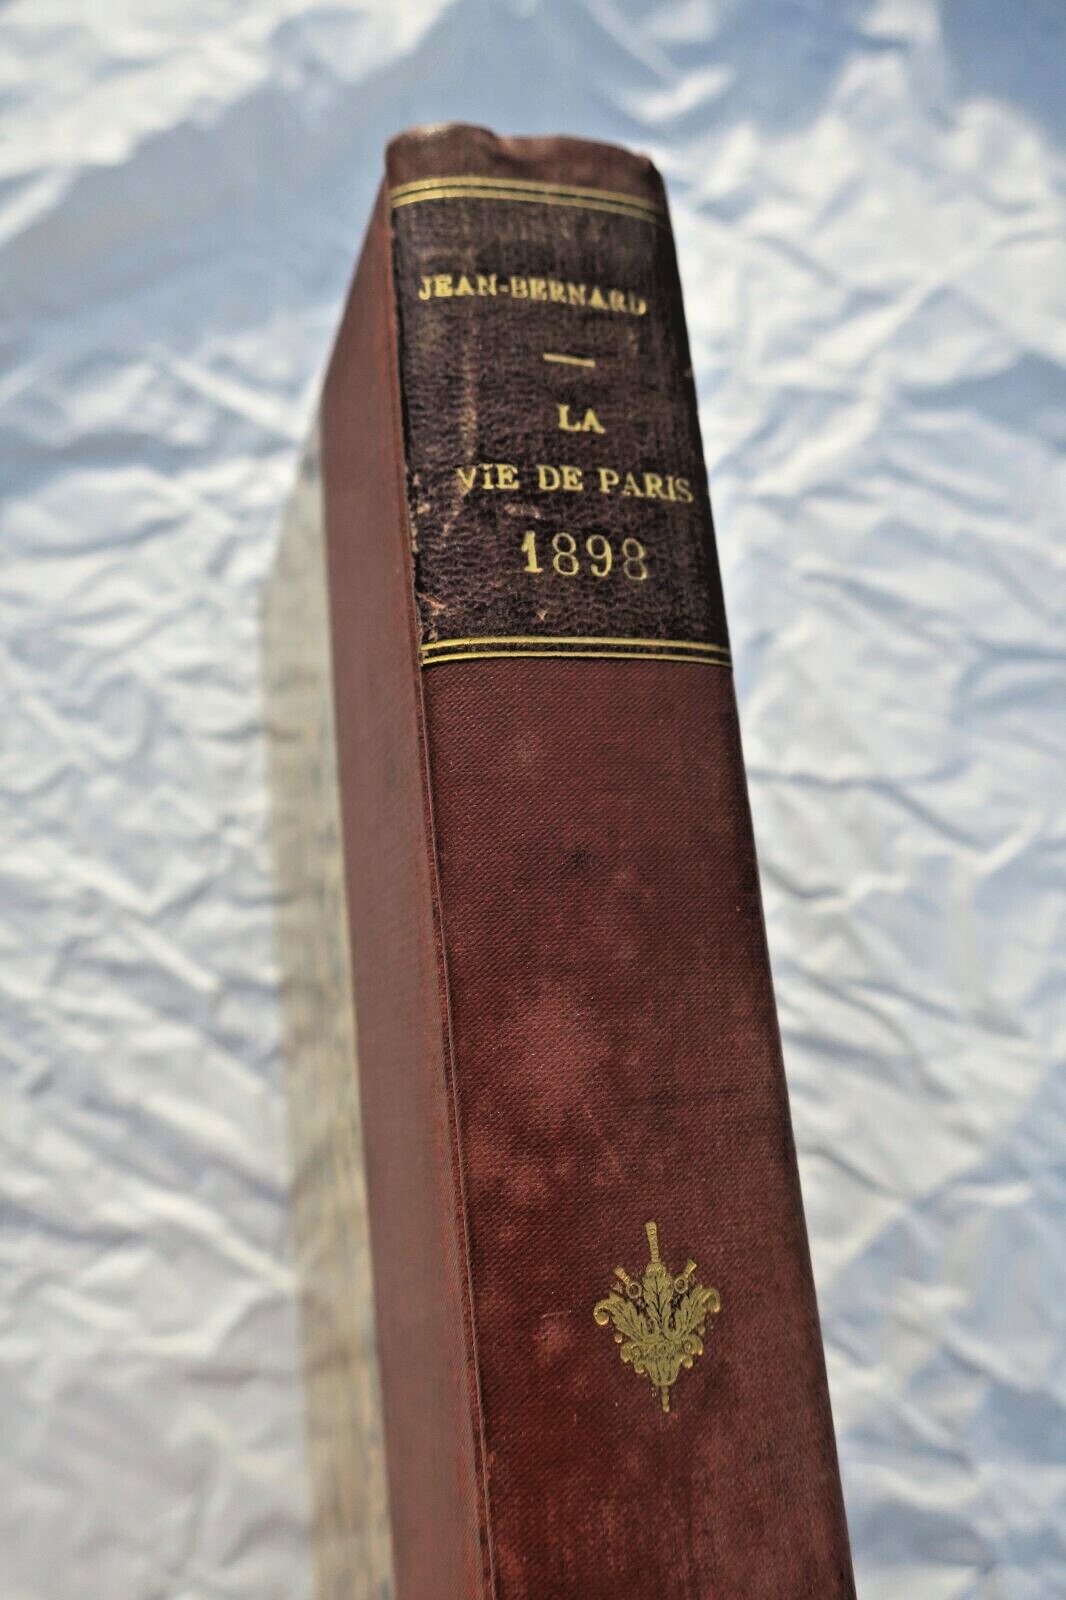 JEAN-BERNARD
LA
VIE DE PARIS
1898